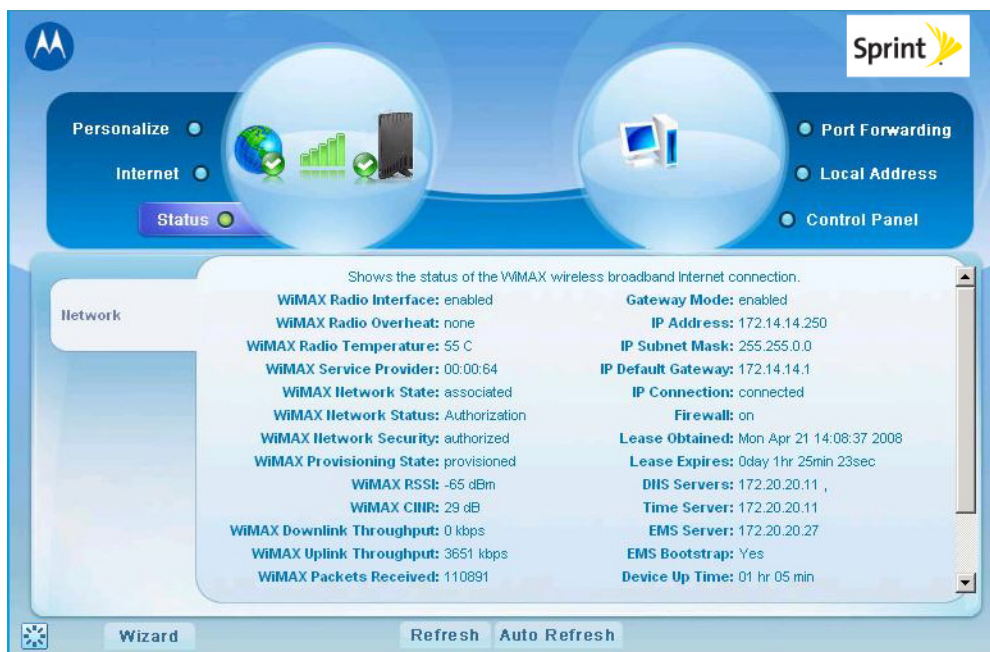 Sprint
Personalize
Internet
Status
Port Forwarding
Local Address
Control Panel
Network
Shows the status of the WiMAX wireless broadband Internet connection.
WiMAX Radio Interface: enabled
WiMAX Radio Overheat: none
WiMAX Radio Temperature: 55 C
WiMAX Service Provider: 00:00:64
WiMAX Network State: associated
WiMAX Network Status: Authorization
WiMAX Network Security: authorized
WiMAX Provisioning State: provisioned
WiMAX RSSI: -65 dBm
WiMAX CINR: 29 dB
WiMAX Downlink Throughput: 0 kbps
WiMAX Uplink Throughput: 3651 kbps
WiMAX Packets Received: 110891
Gateway Mode: enabled
IP Address: 172.14.14.250
IP Subnet Mask: 255.255.0.0
IP Default Gateway: 172.14.14.1
IP Connection: connected
Firewall: on
Lease Obtained: Mon Apr 21 14:08:37 2008
Lease Expires: 0day 1hr 25min 23sec
DNS Servers: 172.20.20.11 ,
Time Server: 172.20.20.11
EMS Server: 172.20.20.27
EMS Bootstrap: Yes
Device Up Time: 01 hr 05 min
Wizard
Refresh
Auto Refresh